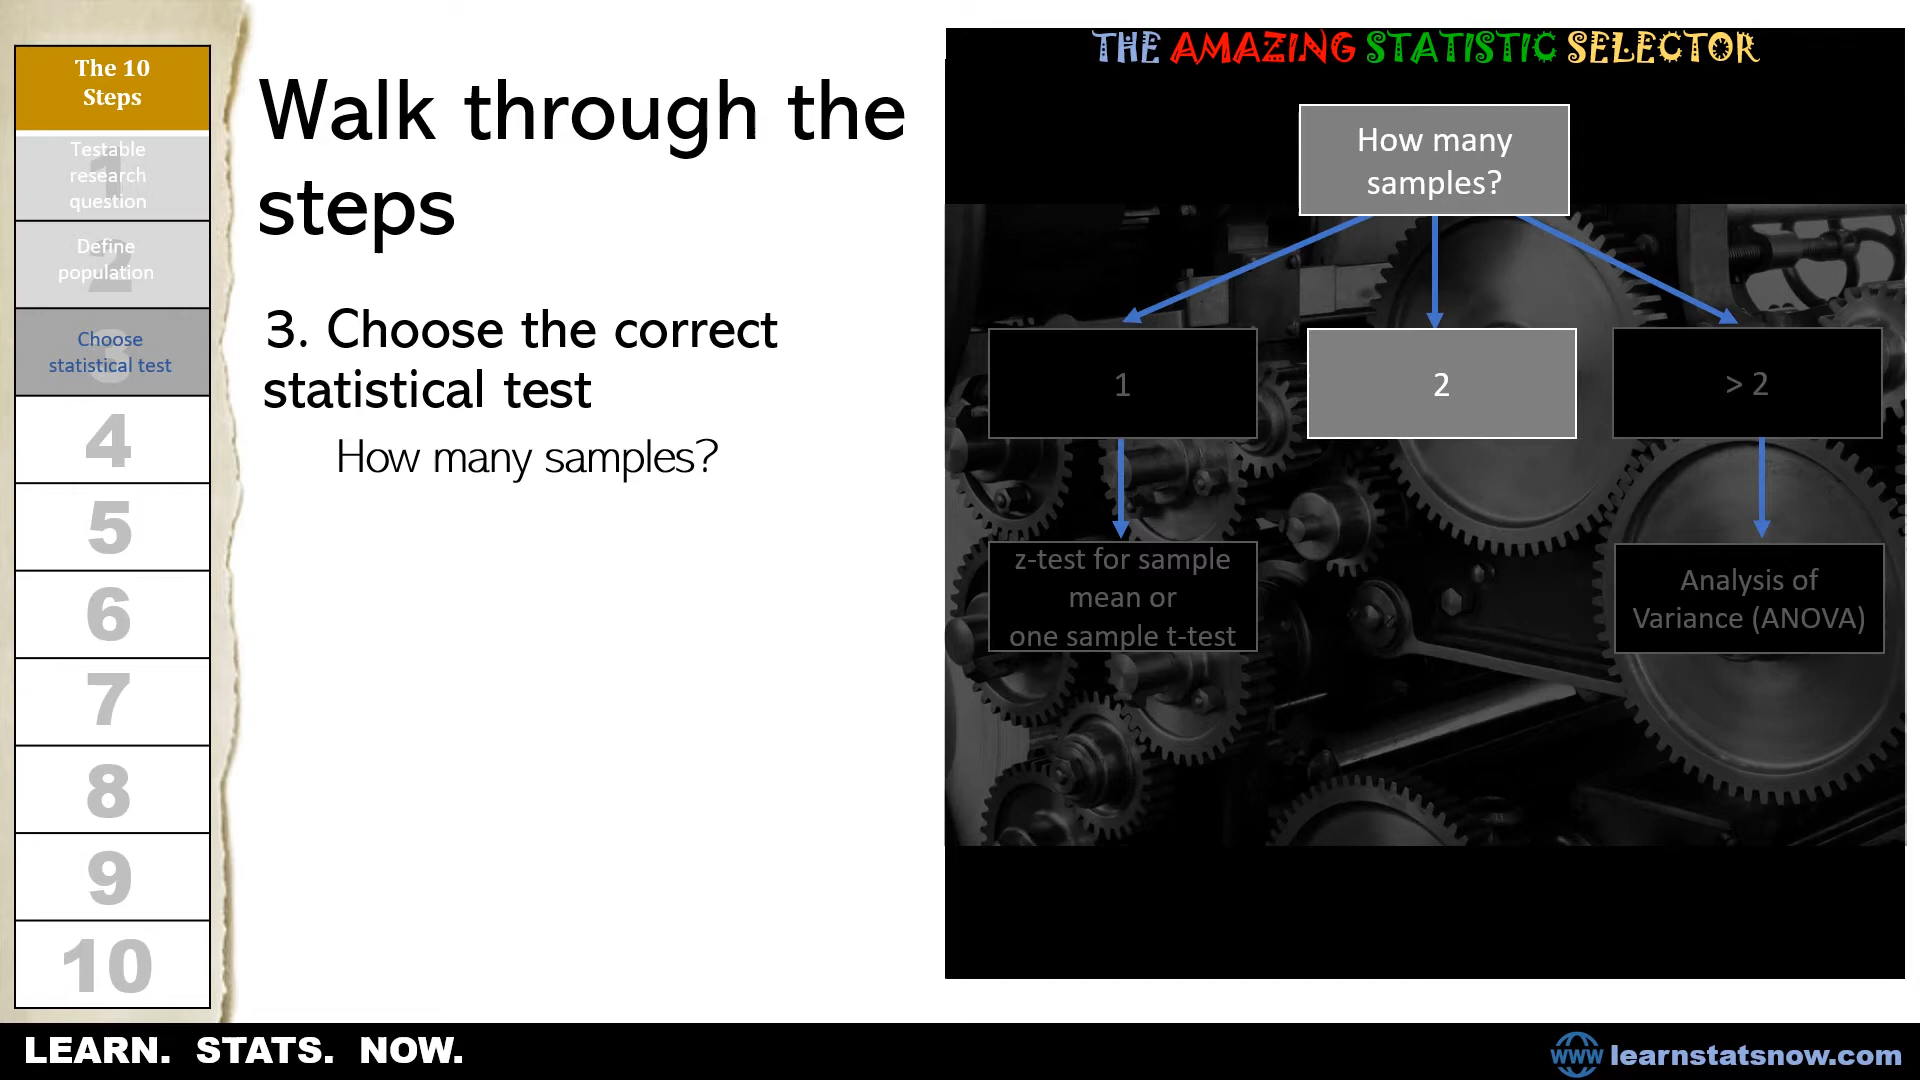 The 10
Steps
1
Testable
research
question
2
Define
population
3
Choose
statistical test
4
5
6
7
8
9
10
Walk through the
steps
3. Choose the correct
statistical test
How many samples?
THE AMAZING STATISTIC SELECTOR
How many
samples?
1
2
> 2
z-test for sample
mean or
one sample t-test
Analysis of
Variance (ANOVA)
LEARN. STATS. NOW.
www learnstatsnow.com